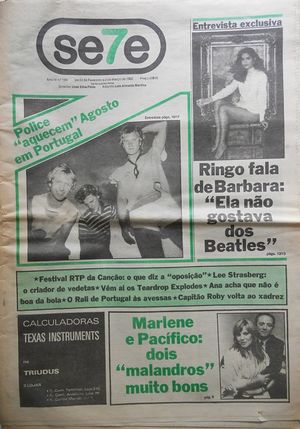 se7e
Entrevista exclusiva
Police
"aquecem" Agosto
em Portugal
Ringo fala
de Barbara:
"Ela não
gostava
dos
Beatles"
★Festival RTP da Canção: o que diz a "oposição"★ Lee Strasberg:
o criador de vedetas★ Vêm aí os Teardrop Explodes★ Ana acha que não é
boa da bola★ O Rali de Portugal às avessas★ Capitão Roby volta ao xadrez
CALCULADORAS
TEXAS INSTRUMENTS
na
TRIUDUS
Marlene
e Pacífico:
dois
"malandros"
muito bons